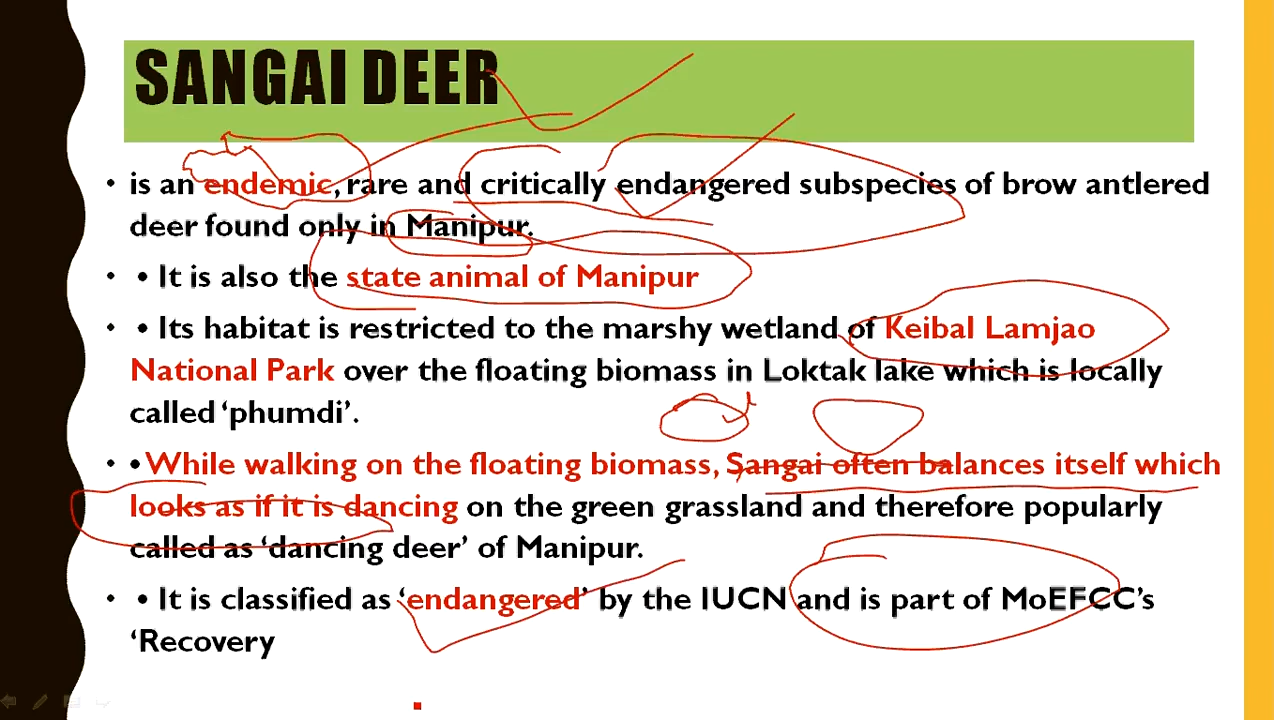 SANGAI DEER
• is an endemic, rare and critically endangered subspecies of brow antlered
deer found only in Manipur.
• • It is also the state animal of Manipur
• • Its habitat is restricted to the marshy wetland of Keibal Lamjao
National Park over the floating biomass in Loktak lake which is locally
called ‘phumdi’.
• • While walking on the floating biomass, Sangai often balances itself which
looks as if it is dancing on the green grassland and therefore popularly
called as ‘dancing deer’ of Manipur.
• • It is classified as ‘endangered’ by the IUCN and is part of MoEFCC’s
‘Recovery